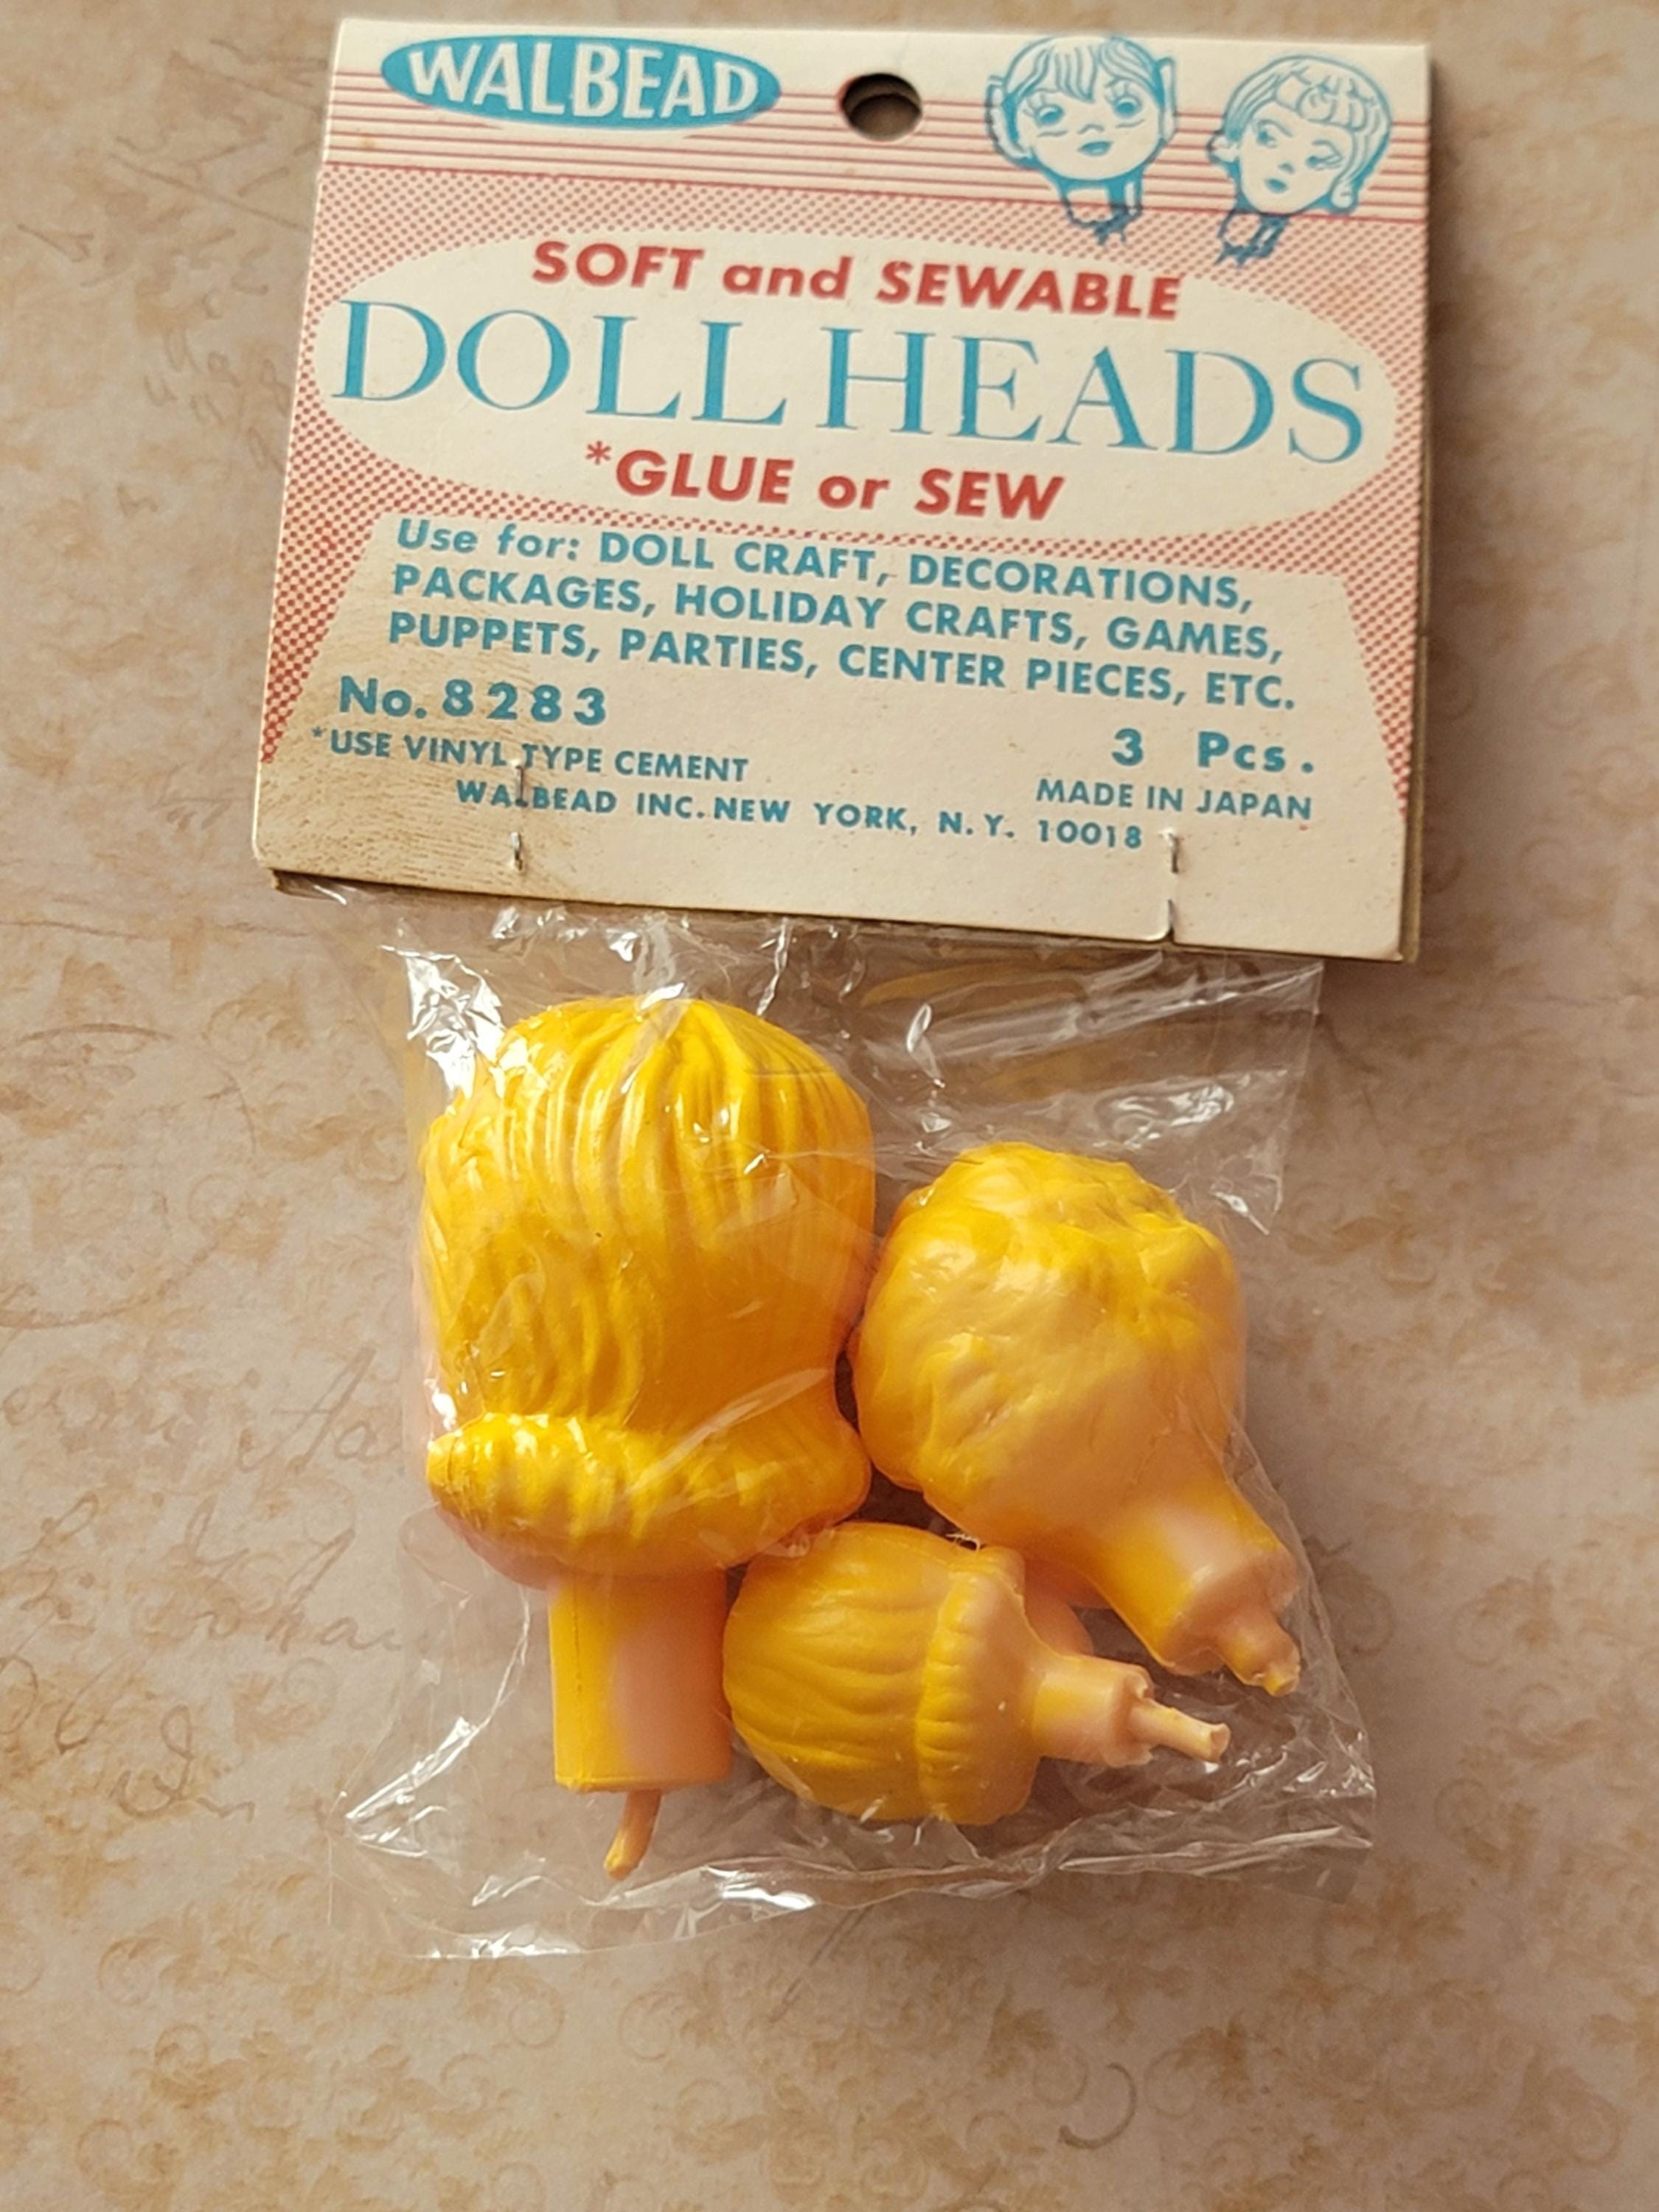 WALBEAD
SOFT and SEWABLE
DOLL HEADS
*GLUE or SEW
Use for: DOLL CRAFT, DECORATIONS,
PACKAGES, HOLIDAY CRAFTS, GAMES,
PUPPETS, PARTIES, CENTER PIECES, ETC.
No. 8283
3 Pcs.
*USE VINYL TYPE CEMENT
MADE IN JAPAN
WALBEAD INC. NEW YORK, N.Y. 10018